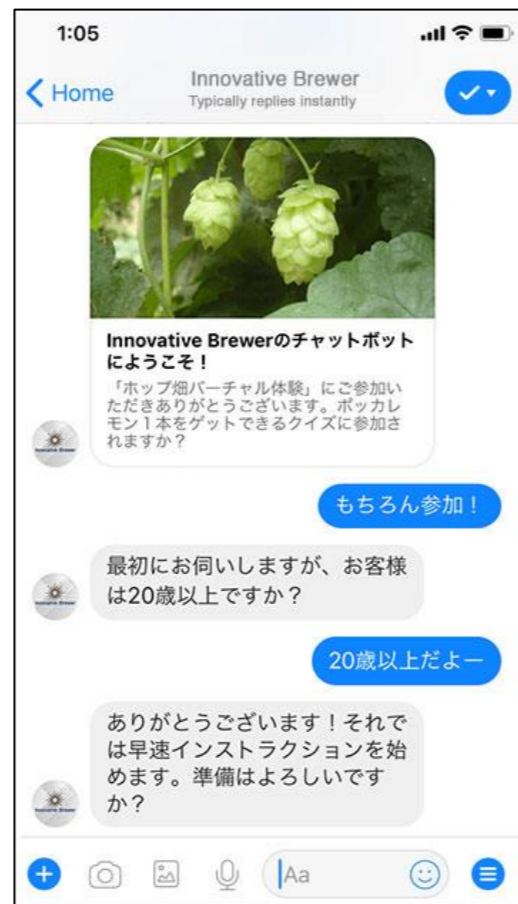 1:05
Home
Innovative Brewer
Typically replies instantly
Innovative Brewerのチャットボット
にようこそ！
「ホップ畑バーチャル体験」にご参加い
ただきありがとうございます。ポッカレ
モン１本をゲットできるクイズに参加さ
れますか？
もちろん参加！
最初にお伺いしますが、お客様
は20歳以上ですか？
20歳以上だよー
ありがとうございます！それで
は早速インストラクションを始
めます。準備はよろしいです
か？
Aa